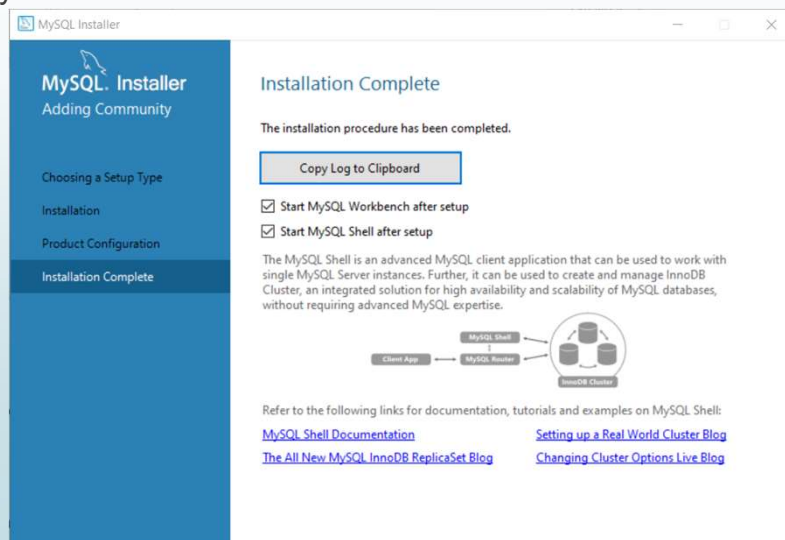 MySQL Installer
MySQL. Installer
Adding Community
Choosing a Setup Type
Installation
Product Configuration
Installation Complete
Installation Complete
The installation procedure has been completed.
Copy Log to Clipboard
Start MySQL Workbench after setup
Start MySQL Shell after setup
The MySQL Shell is an advanced MySQL client application that can be used to work with
single MySQL Server instances. Further, it can be used to create and manage InnoDB
Cluster, an integrated solution for high availability and scalability of MySQL databases,
without requiring advanced MySQL expertise.
MySQL Shell
Client App
MySQL Router
InnoDB Cluster
Refer to the following links for documentation, tutorials and examples on MySQL Shell:
MySQL Shell Documentation
Setting up a Real World Cluster Blog
The All New MySQL InnoDB ReplicaSet Blog
Changing Cluster Options Live Blog